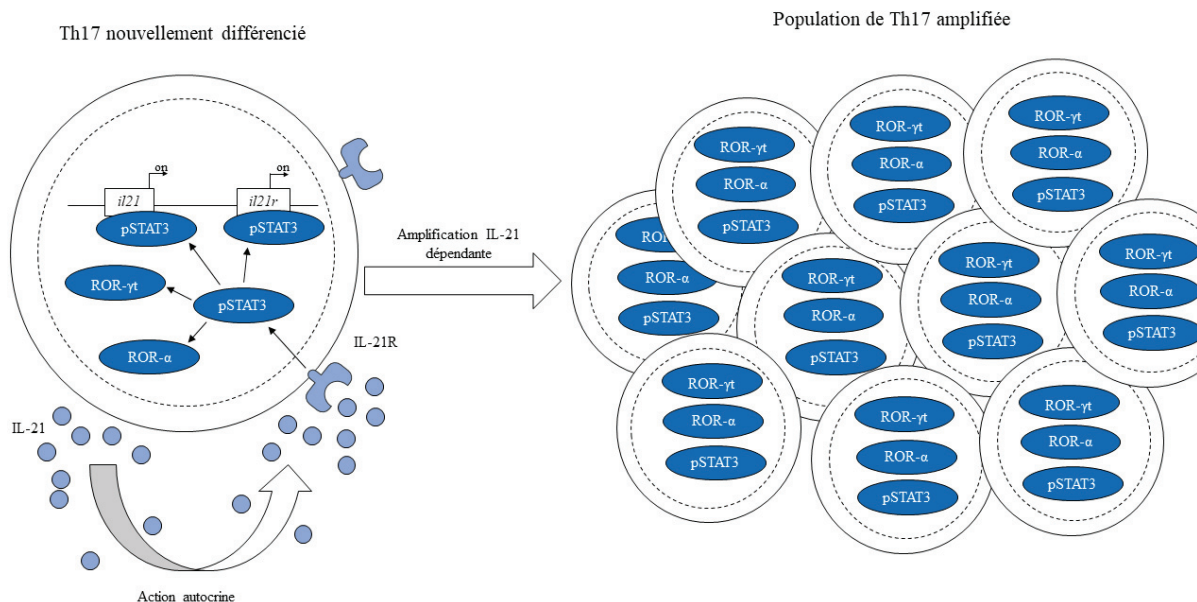 Th17 nouvellement différencié
Population de Th17 amplifiée
on
on
il21
il21r
pSTAT3
pSTAT3
ROR-γt
pSTAT3
ROR-α
IL-21R
IL-21
Action autocrine
Amplification IL-21
dépendante
ROR-γt
ROR-α
pSTAT3
ROR-γt
ROR-α
pSTAT3
ROR-γt
ROR-α
pSTAT3
ROR-α
pSTAT3
ROR-γt
ROR-α
pSTAT3
ROR-γt
ROR-α
pSTAT3
ROR-γt
ROR-α
pSTAT3
ROR-γt
ROR-α
pSTAT3
ROR-γt
ROR-α
pSTAT3
ROR-γt
ROR-α
pSTAT3